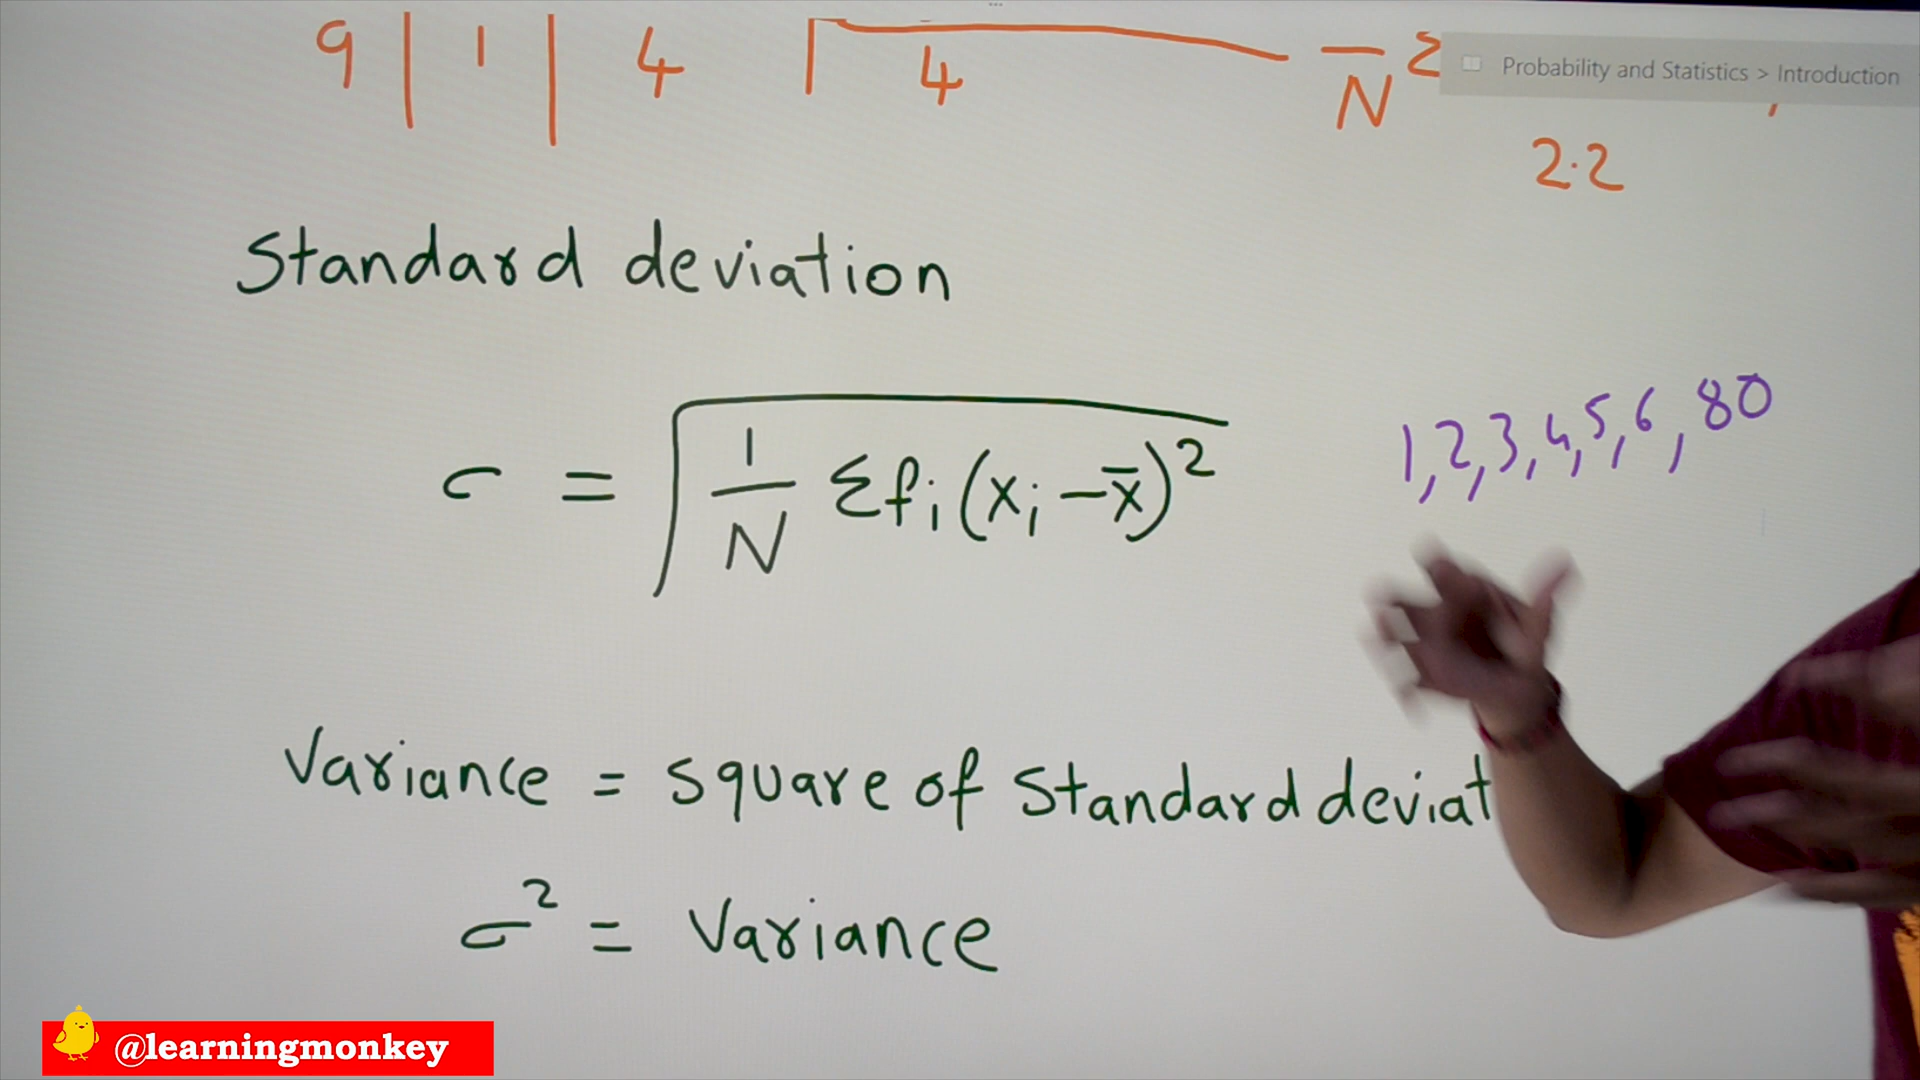 9 | 1 | 4 4
N Σ
Probability and Statistics > Introduction
2.2
Standard deviation
1,2,3,4,5,6,80
σ = √ 1/N Σfi(xi-x̄)²
Variance = square of Standard deviat
σ² = Variance
@learningmonkey